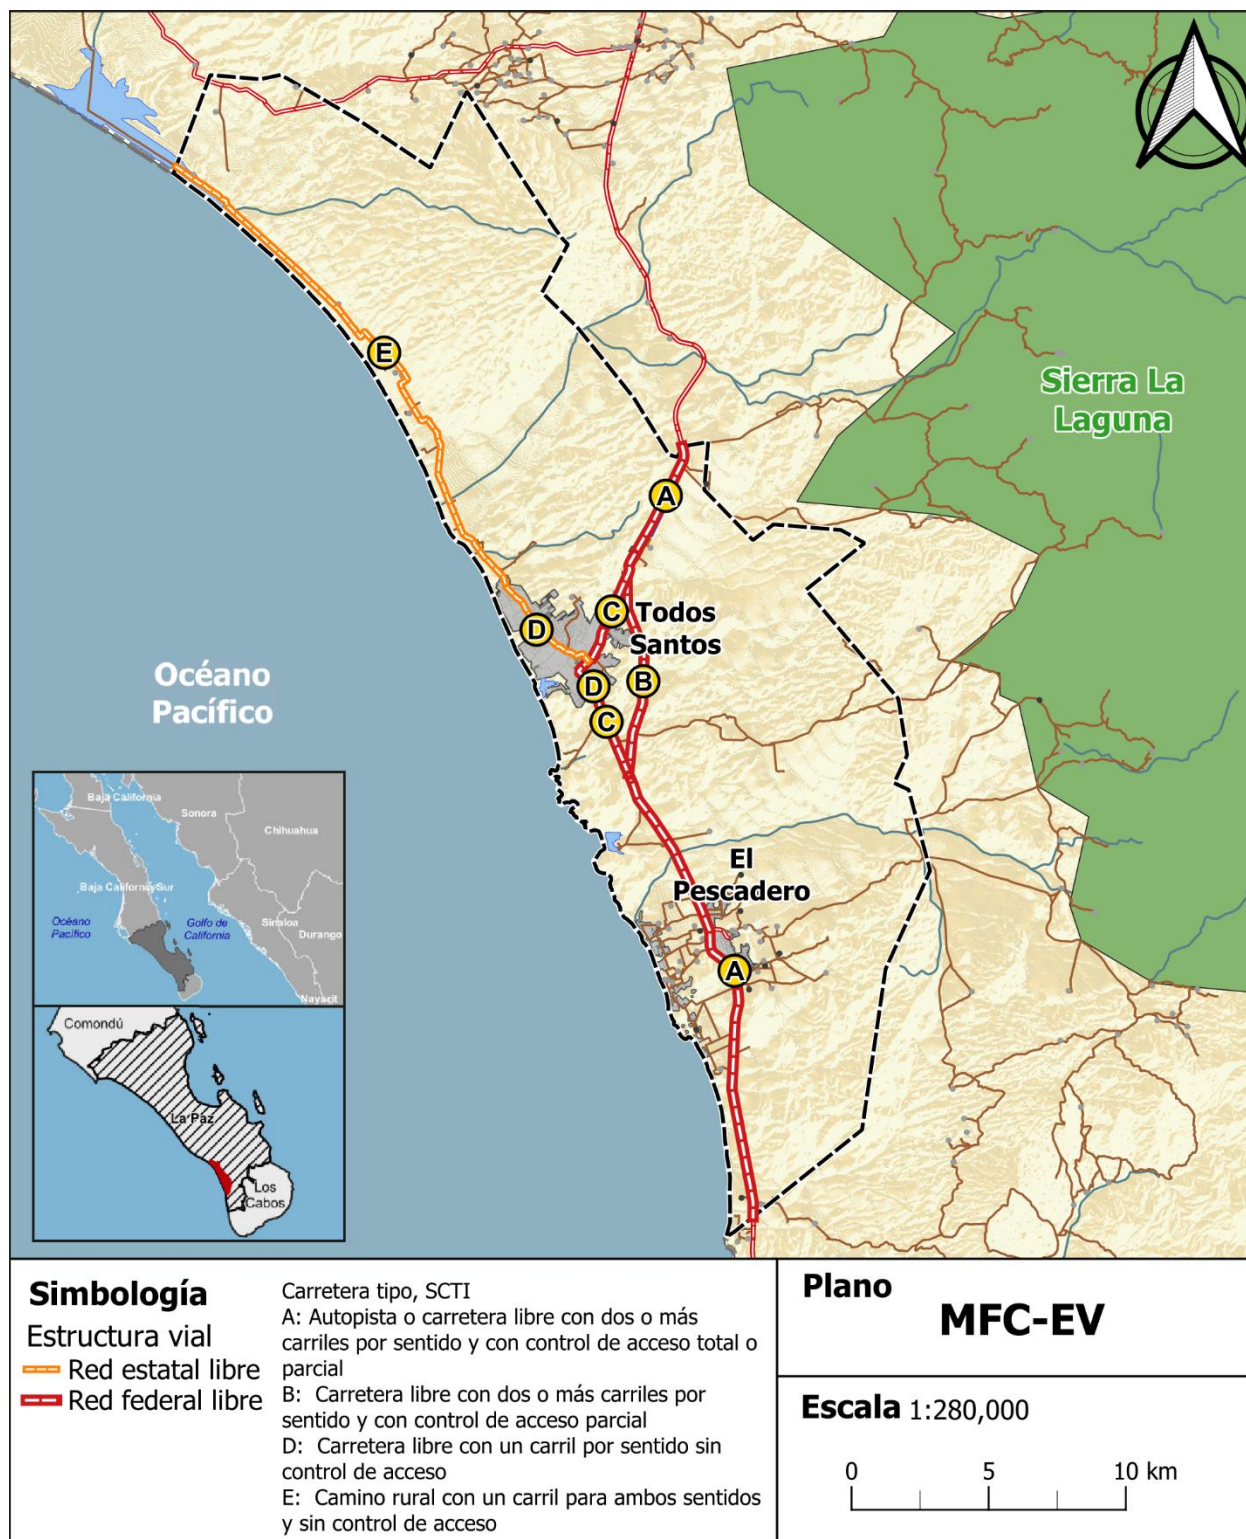 Sierra La
Laguna
E
A
C
Todos
Santos
D
B
D
C
Océano
Pacífico
El
Pescadero
A
Baja California
Sonora
Chihuahua
Baja California Sur
Océano
Pacífico
Golfo de
California
Sinaloa
Durango
Nayarit
Comondú
La Paz
Los
Cabos
Simbología
Estructura vial
Red estatal libre
Red federal libre
Carretera tipo, SCTI
A: Autopista o carretera libre con dos o más
carriles por sentido y con control de acceso total o
parcial
B: Carretera libre con dos o más carriles por
sentido y con control de acceso parcial
D: Carretera libre con un carril por sentido sin
control de acceso
E: Camino rural con un carril para ambos sentidos
y sin control de acceso
Plano
MFC-EV
Escala 1:280,000
0 5 10 km